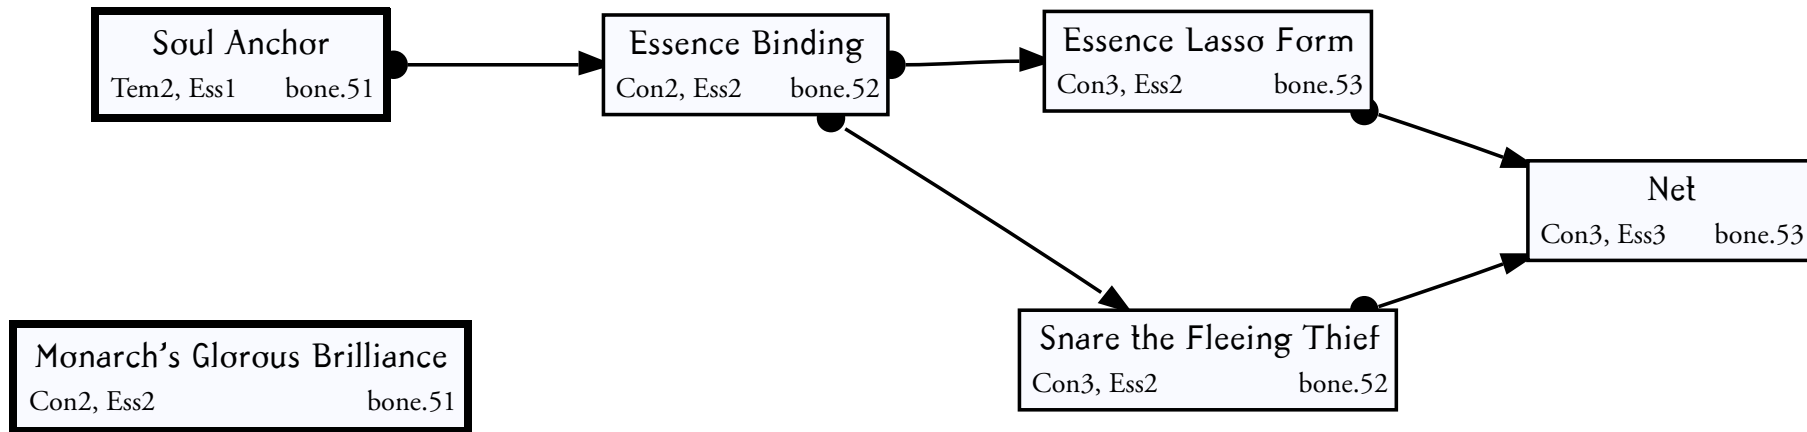 Soul Anchor
Tem2, Ess1 bone.51
Essence Binding
Con2, Ess2 bone.52
Essence Lasso Form
Con3, Ess2 bone.53
Net
Con3, Ess3 bone.53
Snare the Fleeing Thief
Con3, Ess2 bone.52
Monarch's Glorous Brilliance
Con2, Ess2 bone.51